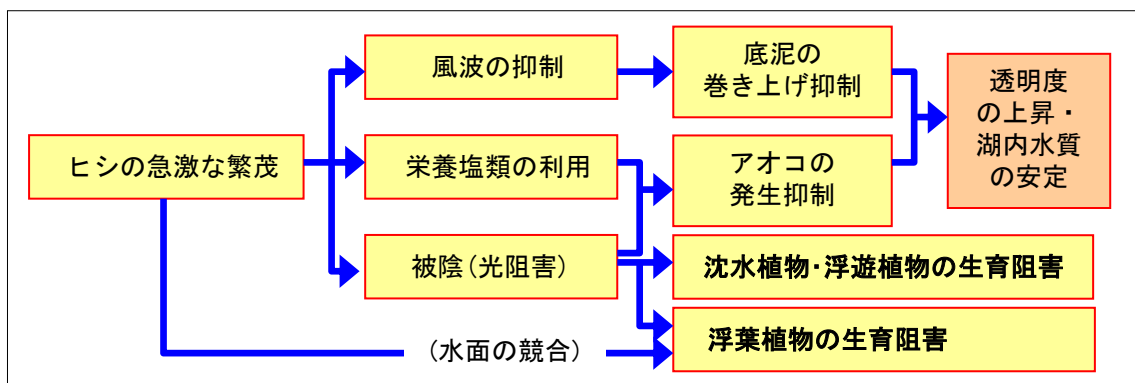 ヒシの急激な繁茂
風波の抑制
栄養塩類の利用
被陰（光阻害）
(水面の競合)
底泥の
巻き上げ抑制
アオコの
発生抑制
沈水植物・浮遊植物の生育阻害
浮葉植物の生育阻害
透明度
の上昇・
湖内水質
の安定